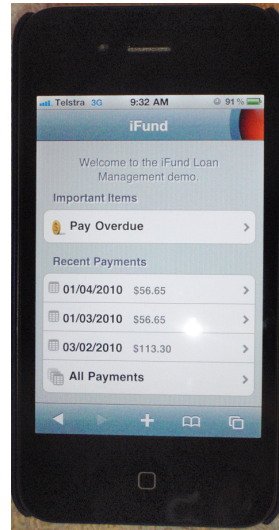 Telstra 3G 9:32 AM 91%
iFund
Welcome to the iFund Loan
Management demo.
Important Items
Pay Overdue
Recent Payments
01/04/2010 $56.65
01/03/2010 $56.65
03/02/2010 $113.30
All Payments